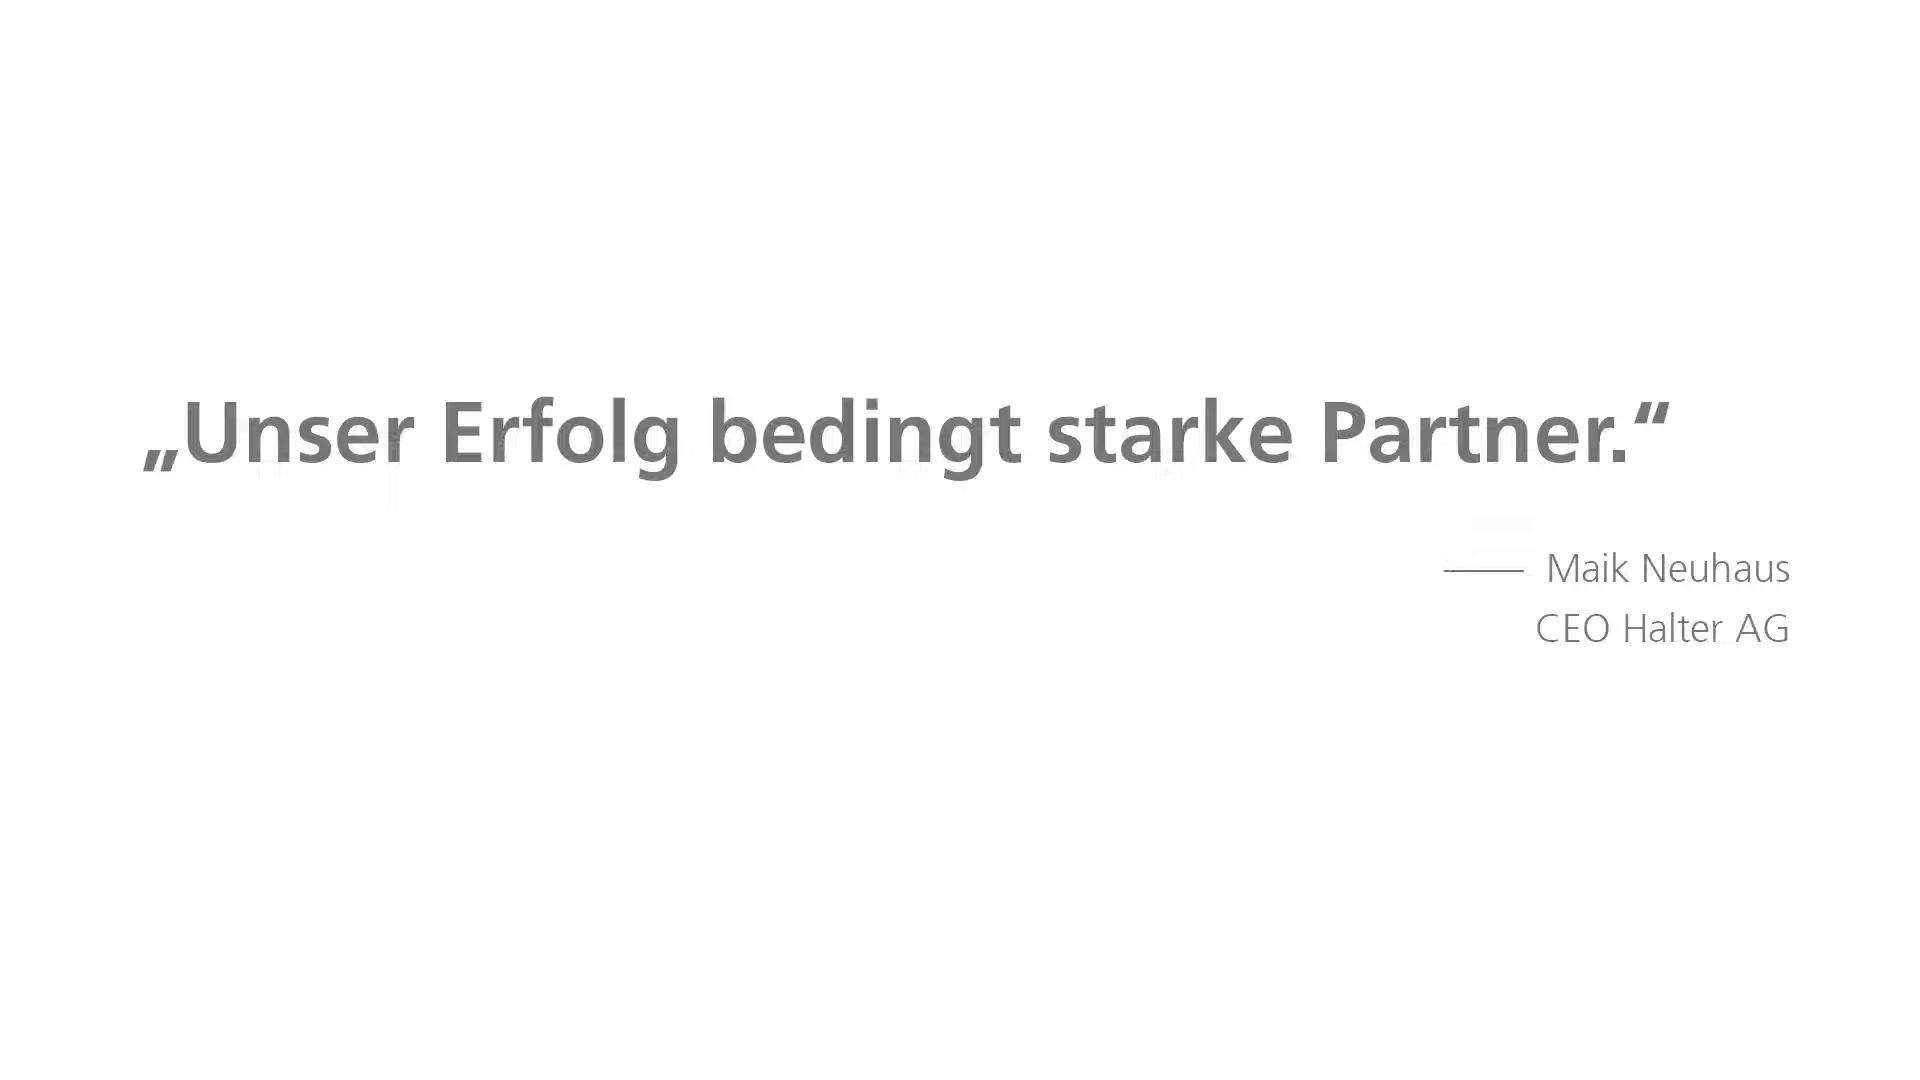 „Unser Erfolg bedingt starke Partner.“
—— Maik Neuhaus
CEO Halter AG